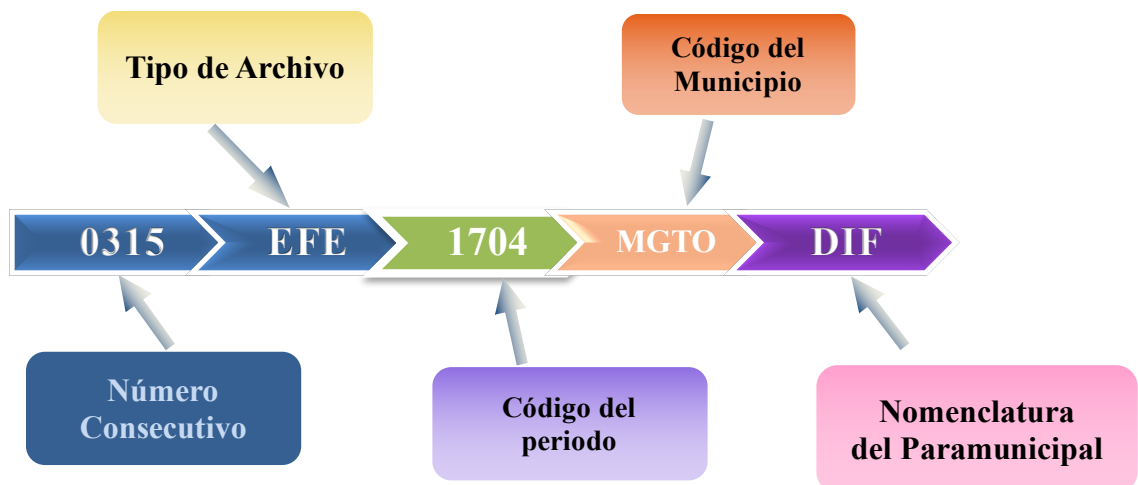 Tipo de Archivo
Código del
Municipio
0315
EFE
1704
MGTO
DIF
Número
Consecutivo
Código del
periodo
Nomenclatura
del Paramunicipal